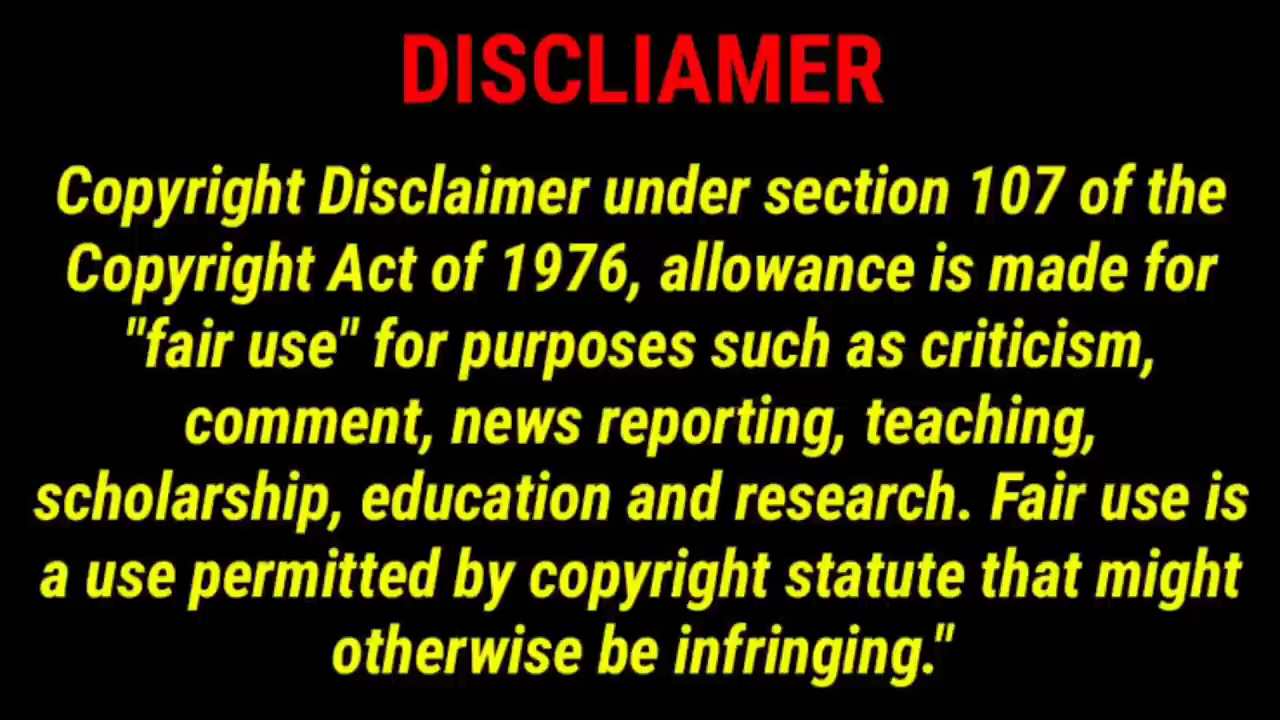 DISCLIAMER
Copyright Disclaimer under section 107 of the
Copyright Act of 1976, allowance is made for
"fair use" for purposes such as criticism,
comment, news reporting, teaching,
scholarship, education and research. Fair use is
a use permitted by copyright statute that might
otherwise be infringing."